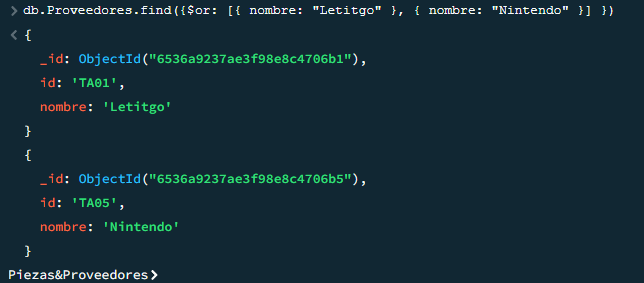 > db.Proveedores.find({$or: [{ nombre: "Letitgo" }, { nombre: "Nintendo" }] })
< {
_id: ObjectId("6536a9237ae3f98e8c4706b1"),
id: 'TA01',
nombre: 'Letitgo'
}
{
_id: ObjectId("6536a9237ae3f98e8c4706b5"),
id: 'TA05',
nombre: 'Nintendo'
}
Piezas&Proveedores>